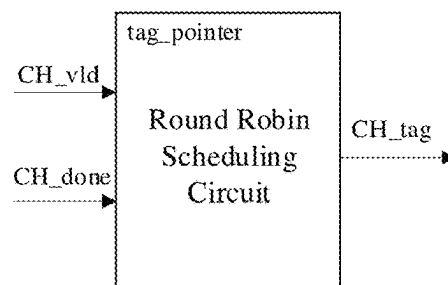 tag_pointer
CH_vld
Round Robin
Scheduling
Circuit
CH_tag
CH_done